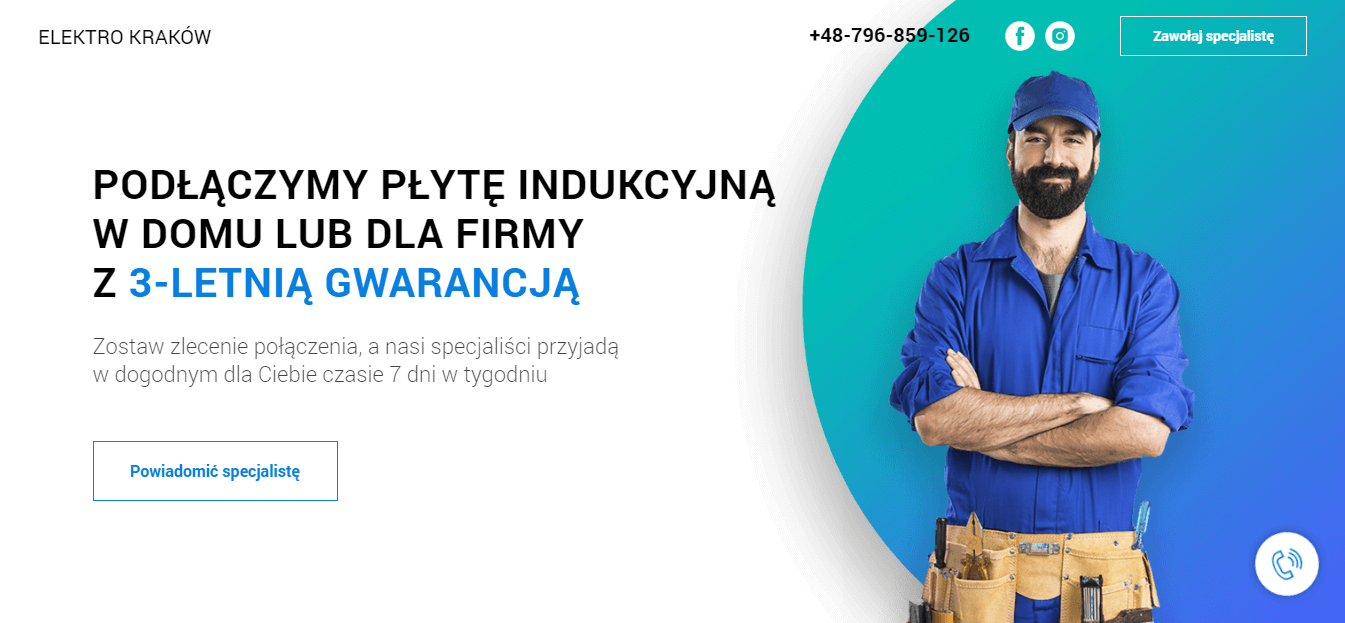 ELEKTRO KRAKÓW
+48-796-859-126
Zawołaj specjalistę
PODŁĄCZYMY PŁYTĘ INDUKCYJNĄ
W DOMU LUB DLA FIRMY
Z 3-LETNIĄ GWARANCJĄ
Zostaw zlecenie połączenia, a nasi specjaliści przyjadą
w dogodnym dla Ciebie czasie 7 dni w tygodniu
Powiadomić specjalistę